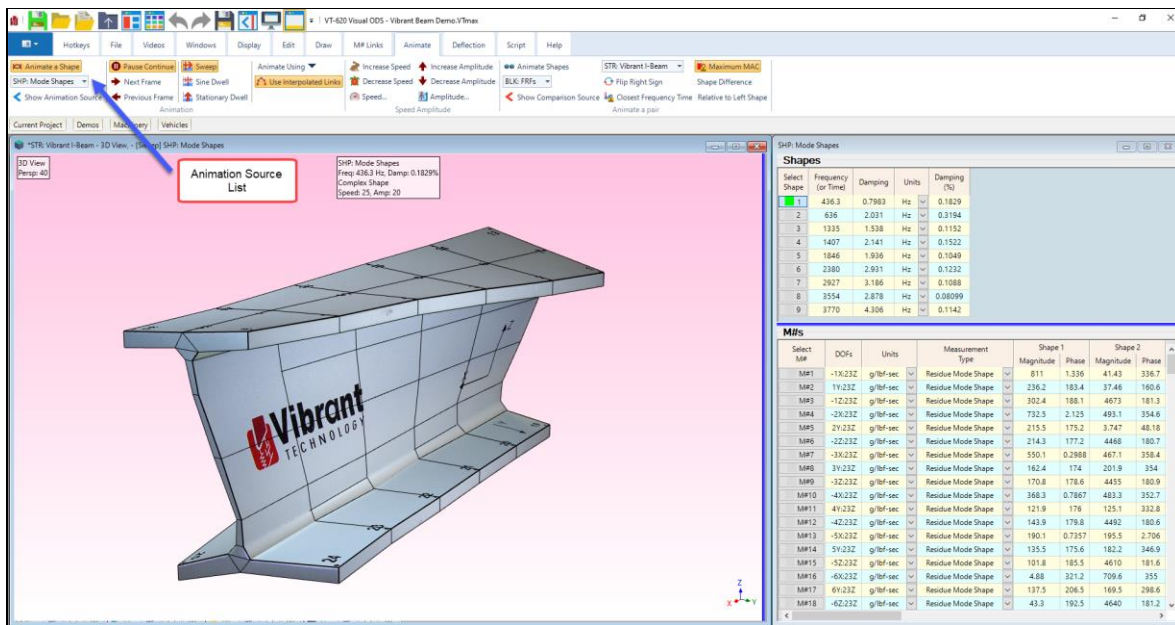 VT-620 Visual ODS - Vibrant Beam Demo.VTmax
Hotkeys File Videos Windows Display Edit Draw M# Links Animate Deflection Script Help
Animate a Shape Pause Continue Sweep Animate Using Increase Speed Increase Amplitude Animate Shapes STR: Vibrant I-Beam Maximum MAC
SHP: Mode Shapes Next Frame Sine Dwell Use Interpolated Links Decrease Speed Decrease Amplitude BLK: FRFs Flip Right Sign Shape Difference
Show Animation Source Previous Frame Stationary Dwell Speed... Amplitude... Show Comparison Source Closest Frequency Time Relative to Left Shape
Animation Speed Amplitude Animate a pair
Current Project Demos Machinery Vehicles
*STR: Vibrant I-Beam - 3D View, - [Sweep] SHP: Mode Shapes
3D View
Persp: 40
Animation Source
List
SHP: Mode Shapes
Freq: 436.3 Hz, Damp: 0.1829%
Complex Shape
Speed: 25, Amp: 20
Vibrant
TECHNOLOGY
23
24
Z
Z
X Y
SHP: Mode Shapes
Shapes
Select Shape Frequency (or Time) Damping Units Damping (%)
1 436.3 0.7983 Hz 0.1829
2 636 2.031 Hz 0.3194
3 1335 1.538 Hz 0.1152
4 1407 2.141 Hz 0.1522
5 1846 1.936 Hz 0.1049
6 2380 2.931 Hz 0.1232
7 2927 3.186 Hz 0.1088
8 3554 2.878 Hz 0.08099
9 3770 4.306 Hz 0.1142
M#s
Select M# DOFs Units Measurement Type Shape 1 Shape 2
Magnitude Phase Magnitude Phase
M#1 -1X:23Z g/lbf-sec Residue Mode Shape 811 1.336 41.43 336.7
M#2 1Y:23Z g/lbf-sec Residue Mode Shape 236.2 183.4 37.46 160.6
M#3 -1Z:23Z g/lbf-sec Residue Mode Shape 302.4 188.1 4673 181.3
M#4 -2X:23Z g/lbf-sec Residue Mode Shape 732.5 2.125 493.1 354.6
M#5 2Y:23Z g/lbf-sec Residue Mode Shape 215.5 175.2 3.747 48.18
M#6 -2Z:23Z g/lbf-sec Residue Mode Shape 214.3 177.2 4468 180.7
M#7 -3X:23Z g/lbf-sec Residue Mode Shape 550.1 0.2988 467.1 358.4
M#8 3Y:23Z g/lbf-sec Residue Mode Shape 162.4 174 201.9 354
M#9 -3Z:23Z g/lbf-sec Residue Mode Shape 170.8 178.6 4455 180.9
M#10 -4X:23Z g/lbf-sec Residue Mode Shape 368.3 0.7867 483.3 352.7
M#11 4Y:23Z g/lbf-sec Residue Mode Shape 121.9 176 125.1 332.8
M#12 -4Z:23Z g/lbf-sec Residue Mode Shape 143.9 179.8 4492 180.6
M#13 -5X:23Z g/lbf-sec Residue Mode Shape 190.1 0.7357 195.5 2.706
M#14 5Y:23Z g/lbf-sec Residue Mode Shape 135.5 175.6 182.2 346.9
M#15 -5Z:23Z g/lbf-sec Residue Mode Shape 101.8 185.5 4610 181.6
M#16 -6X:23Z g/lbf-sec Residue Mode Shape 4.88 321.2 709.6 355
M#17 6Y:23Z g/lbf-sec Residue Mode Shape 137.5 206.5 169.5 298.6
M#18 -6Z:23Z g/lbf-sec Residue Mode Shape 43.3 192.5 4640 181.2